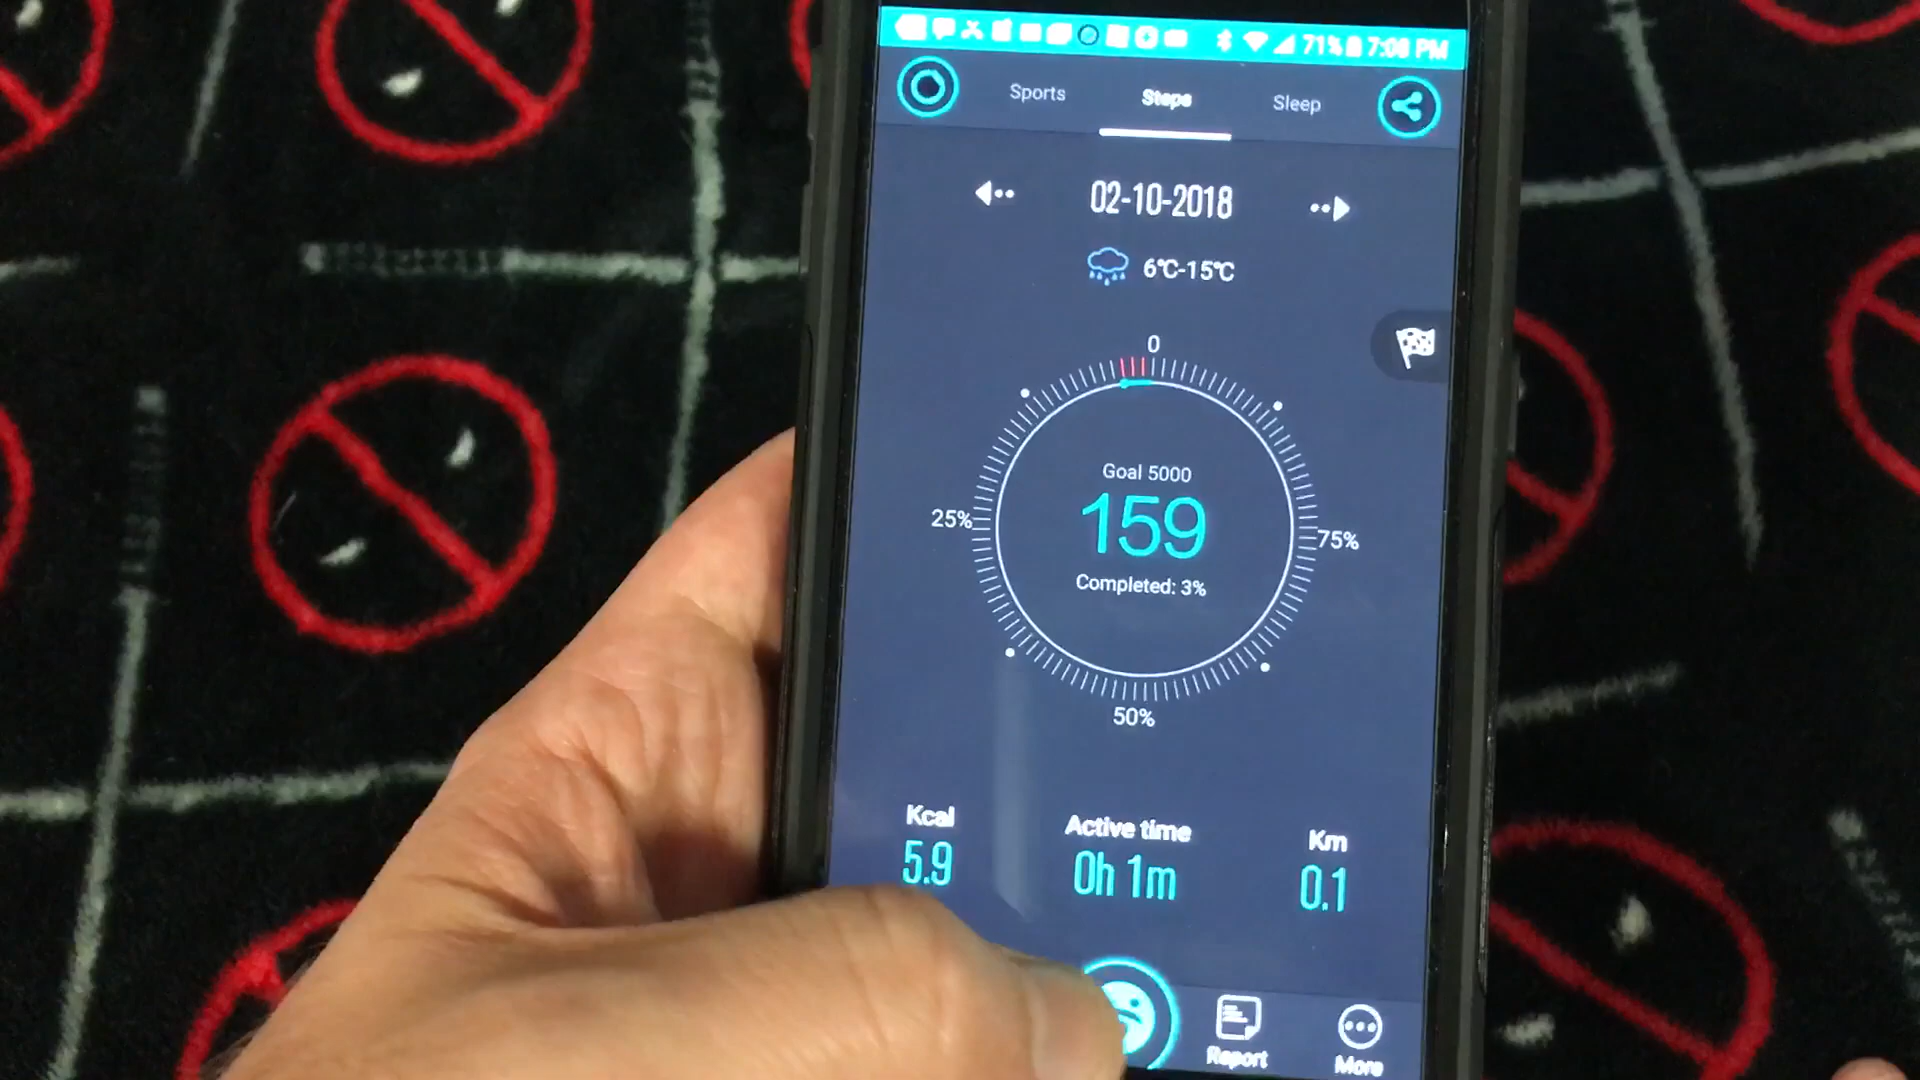 71% 7:08 PM
Sports Steps Sleep
02-10-2018
6℃-15℃
0
Goal 5000
25% 159 75%
Completed: 3%
50%
Kcal Active time Km
5.9 0h 1m 0.1
Report More